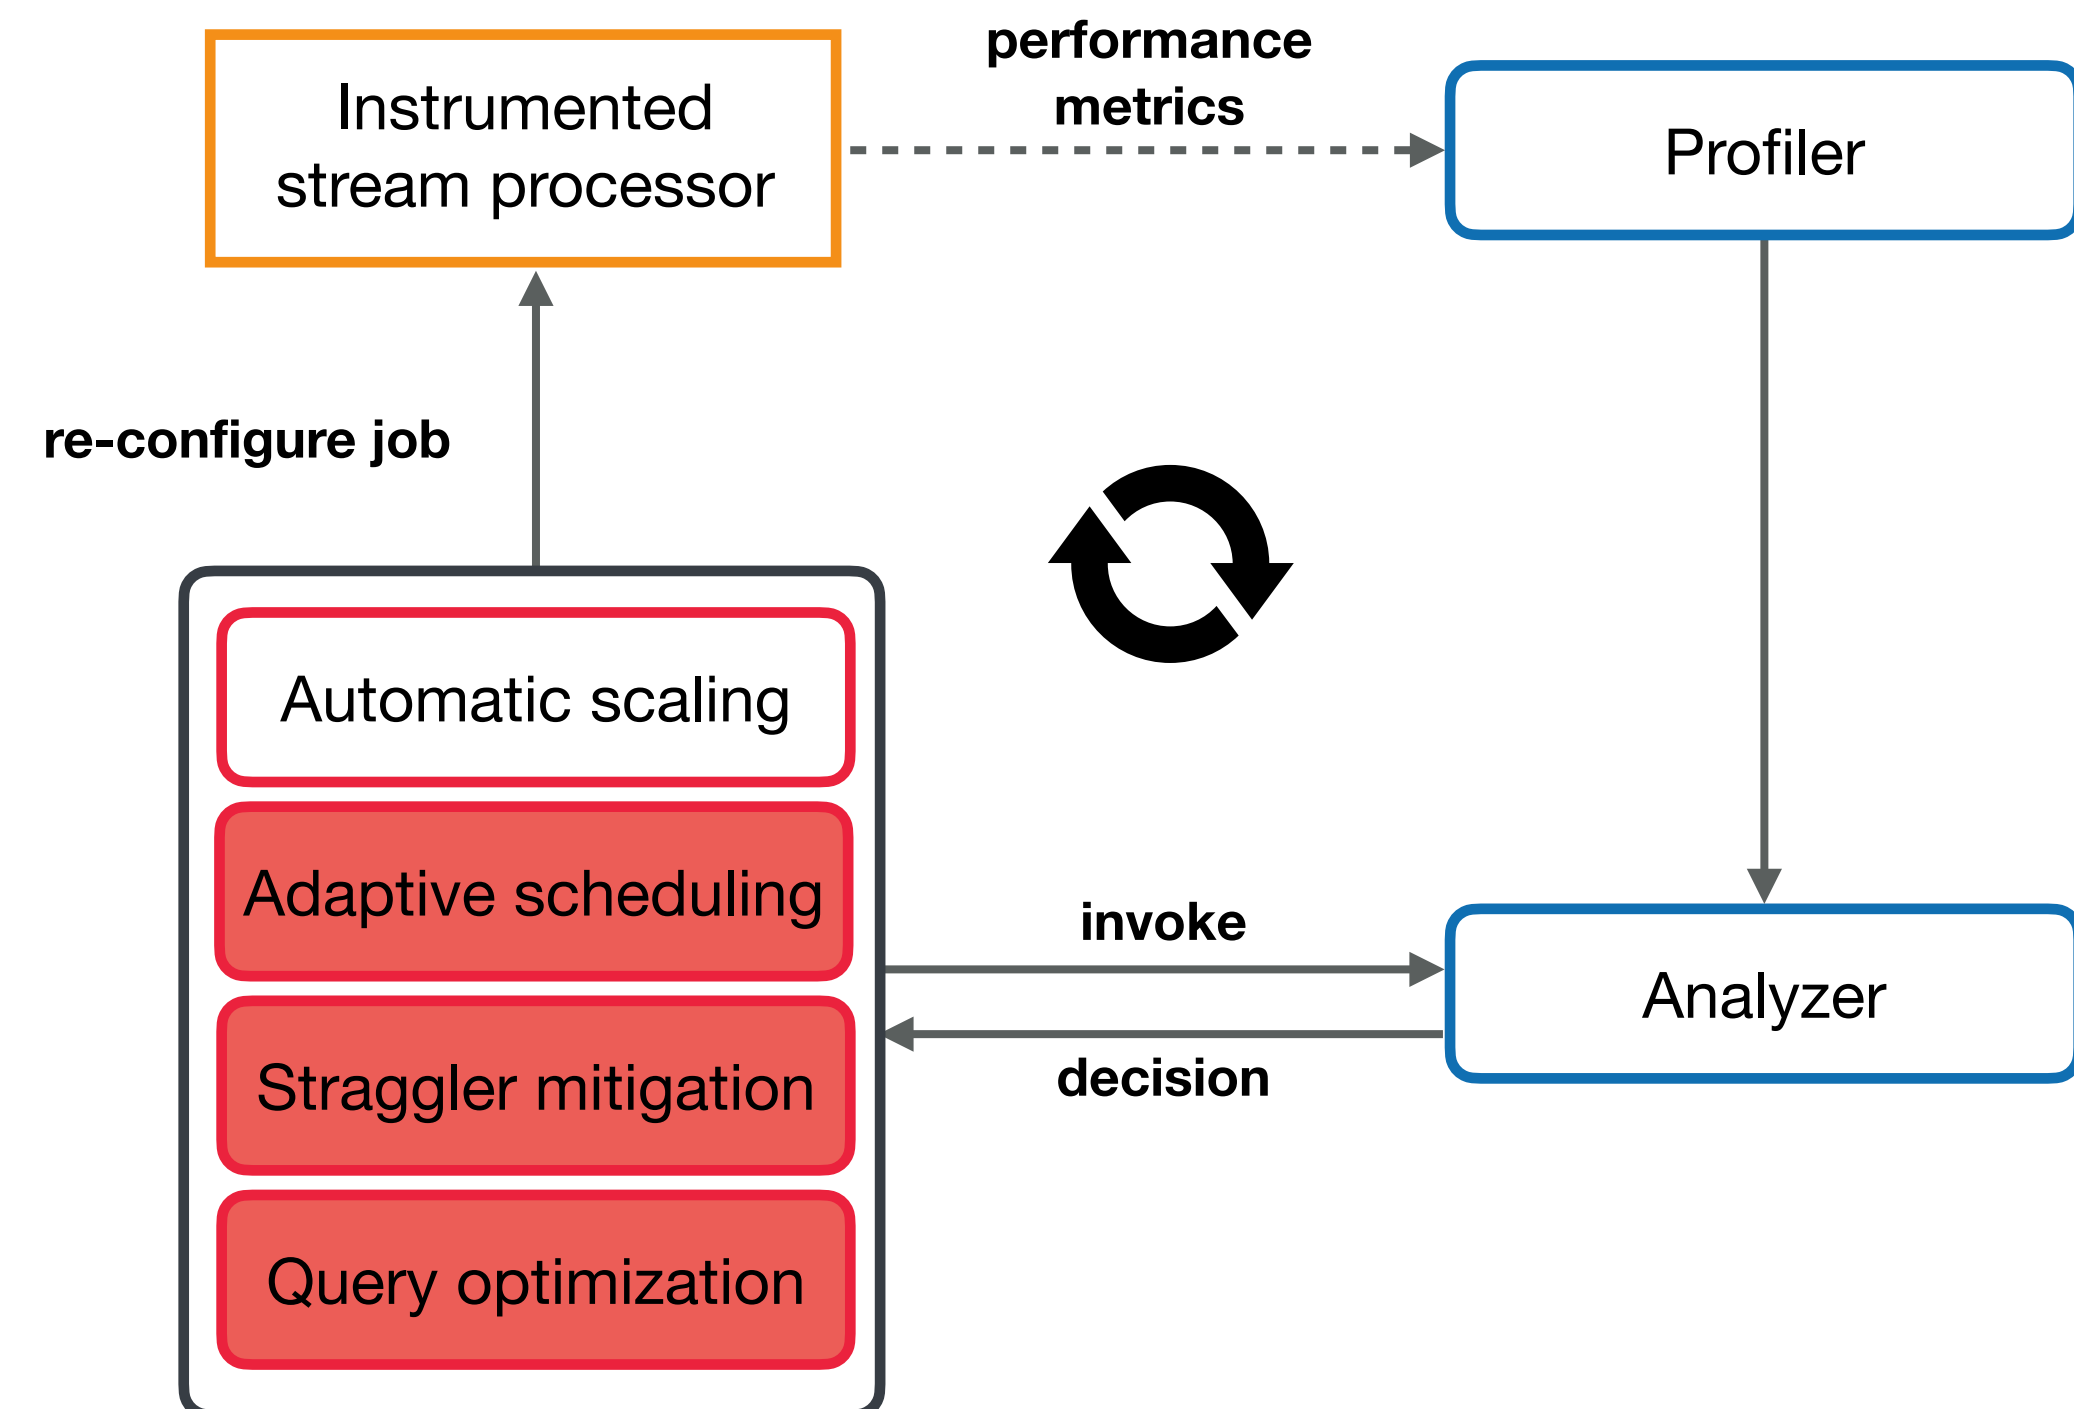 Instrumented
stream processor
performance
metrics
Profiler
re-configure job
Automatic scaling
Adaptive scheduling
Straggler mitigation
Query optimization
invoke
decision
Analyzer